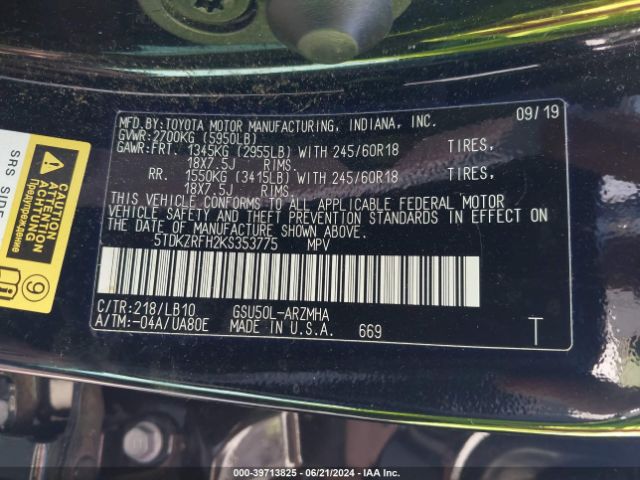 MFD.BY:TOYOTA MOTOR MANUFACTURING, INDIANA, INC. 09/19
GVWR:2700KG (5950LB)
GAWR:FRT. 1345KG (2955LB) WITH 245/60R18 TIRES,
18X7.5J RIMS.
RR. 1550KG (3415LB) WITH 245/60R18 TIRES,
18X7.5J RIMS.
THIS VEHICLE CONFORMS TO ALL APPLICABLE FEDERAL MOTOR
VEHICLE SAFETY AND THEFT PREVENTION STANDARDS IN EFFECT
ON THE DATE OF MANUFACTURE SHOWN ABOVE.
5TDKZRFH2KS353775 MPV
C/TR:218/LB10 GSU50L-ARZMHA
A/TM:-04A/UA80E MADE IN U.S.A. 669 T
SRS SIDE
CAUTION
ATTENTION
ACHTUNG
Предупреждение
9
000-39713825 / 06/21/2024 / IAA Inc.